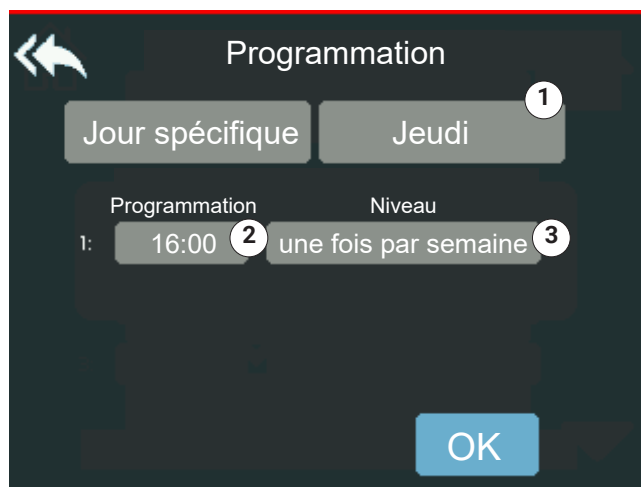 Programmation
1
Jour spécifique Jeudi
Programmation Niveau
1: 16:00 2 une fois par semaine 3
OK